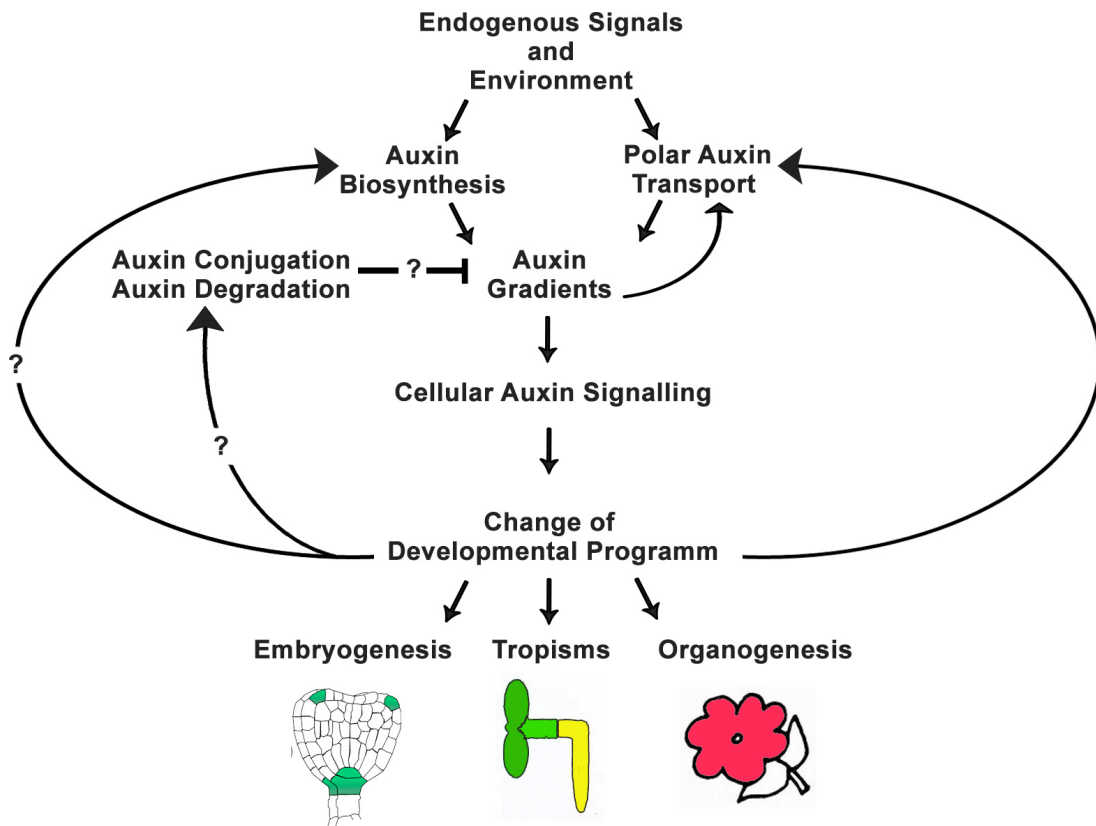 Endogenous Signals
and
Environment
Auxin
Biosynthesis
Polar Auxin
Transport
Auxin Conjugation
Auxin Degradation
?
Auxin
Gradients
?
Cellular Auxin Signalling
?
Change of
Developmental Programm
Embryogenesis
Tropisms
Organogenesis